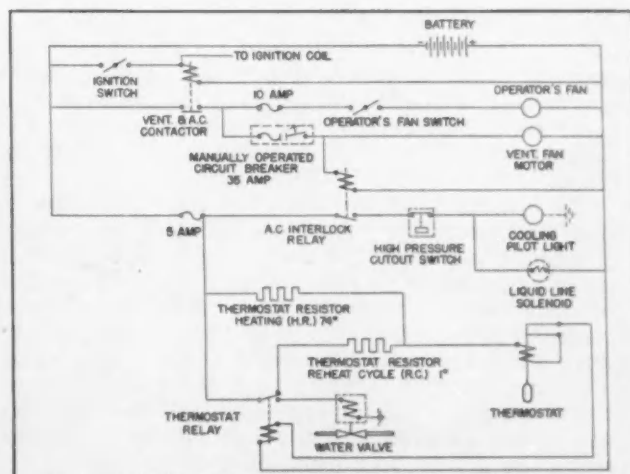 BATTERY
- +
TO IGNITION COIL
IGNITION
SWITCH
10 AMP
OPERATOR'S FAN
VENT. & A.C.
CONTACTOR
OPERATOR'S FAN SWITCH
MANUALLY OPERATED
CIRCUIT BREAKER
35 AMP
VENT. FAN
MOTOR
5 AMP
A.C INTERLOCK
RELAY
HIGH PRESSURE
CUTOUT SWITCH
COOLING
PILOT LIGHT
LIQUID LINE
SOLENOID
THERMOSTAT RESISTOR
HEATING (H.R.) 74°
THERMOSTAT RESISTOR
REHEAT CYCLE (R.C.) 1°
THERMOSTAT
THERMOSTAT
RELAY
WATER VALVE